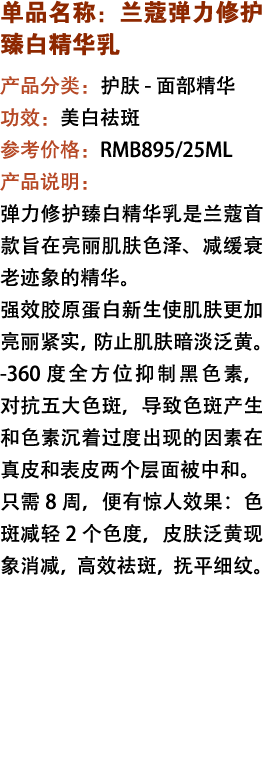 单品名称：兰蔻弹力修护
臻白精华乳
产品分类：护肤 - 面部精华
功效：美白祛斑
参考价格：RMB895/25ML
产品说明：
弹力修护臻白精华乳是兰蔻首
款旨在亮丽肌肤色泽、减缓衰
老迹象的精华。
强效胶原蛋白新生使肌肤更加
亮丽紧实，防止肌肤暗淡泛黄。
-360 度全方位抑制黑色素，
对抗五大色斑，导致色斑产生
和色素沉着过度出现的因素在
真皮和表皮两个层面被中和。
只需 8 周，便有惊人效果：色
斑减轻 2 个色度，皮肤泛黄现
象消减，高效祛斑，抚平细纹。